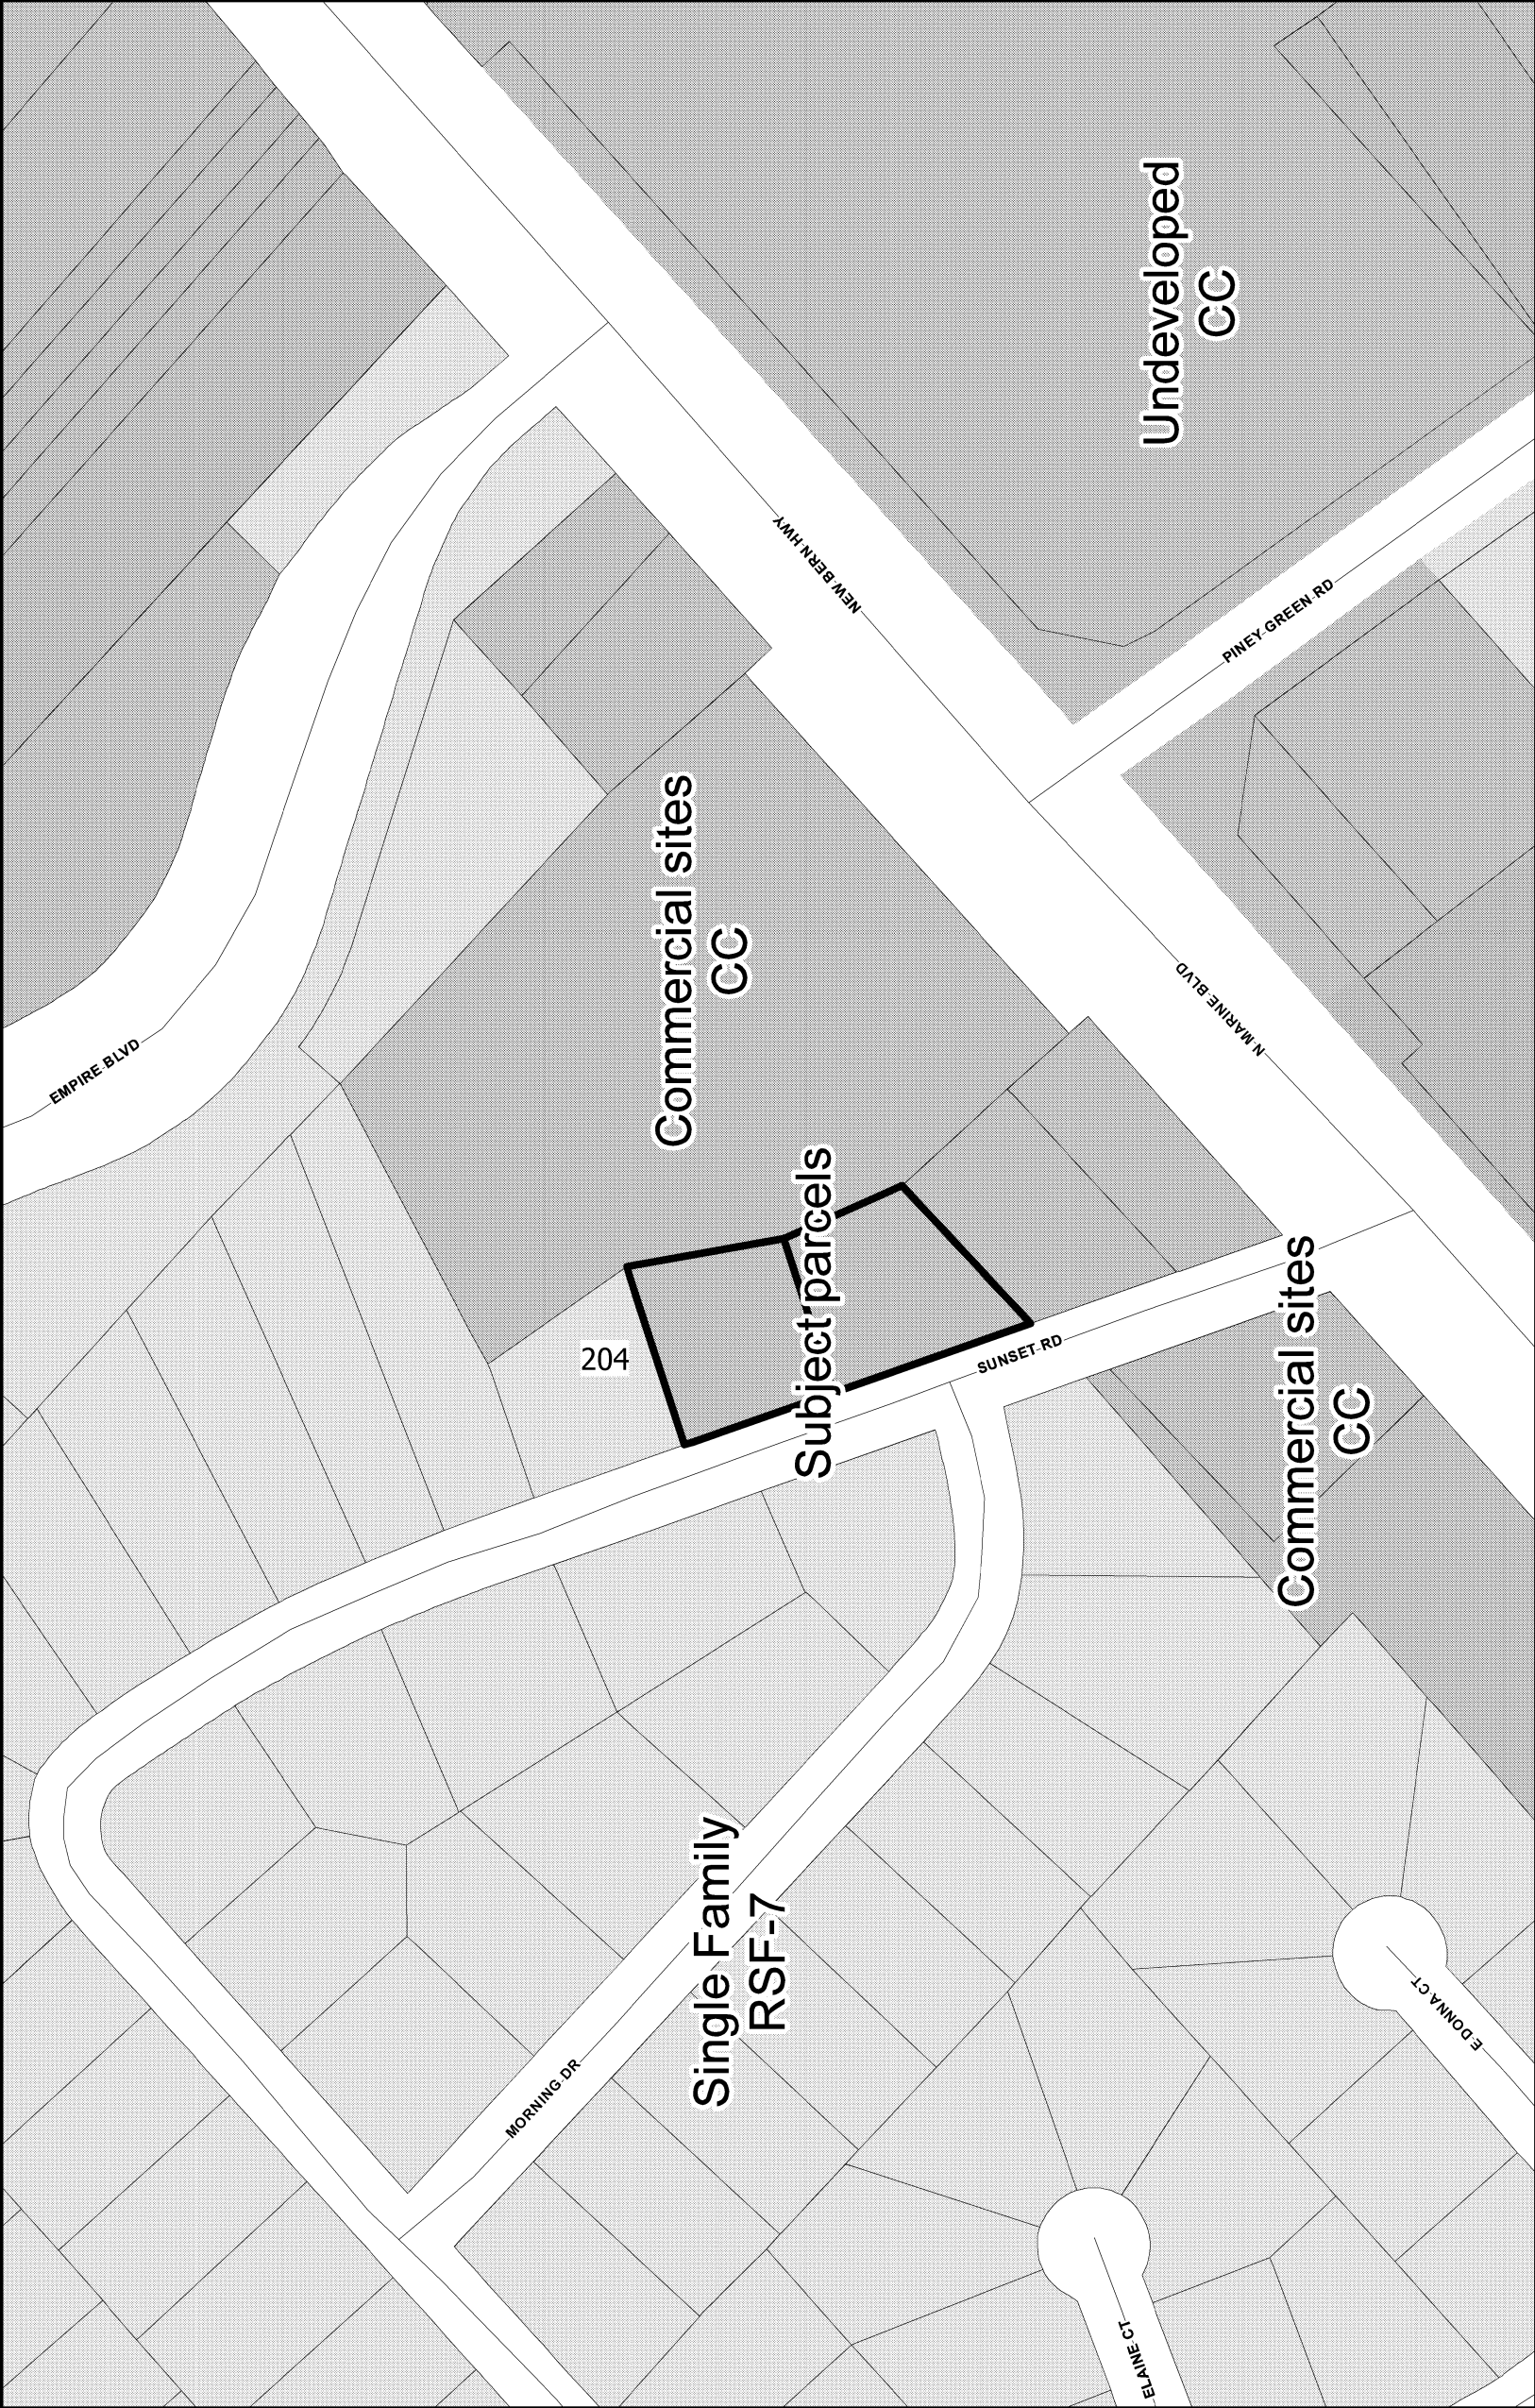 Undeveloped
CC
NEW BERN HWY
PINEY GREEN RD
Commercial sites
CC
EMPIRE BLVD
N MARINE BLVD
Subject parcels
204
SUNSET RD
Commercial sites
CC
Single Family
RSF-7
MORNING DR
E DONNA CT
ELAINE CT